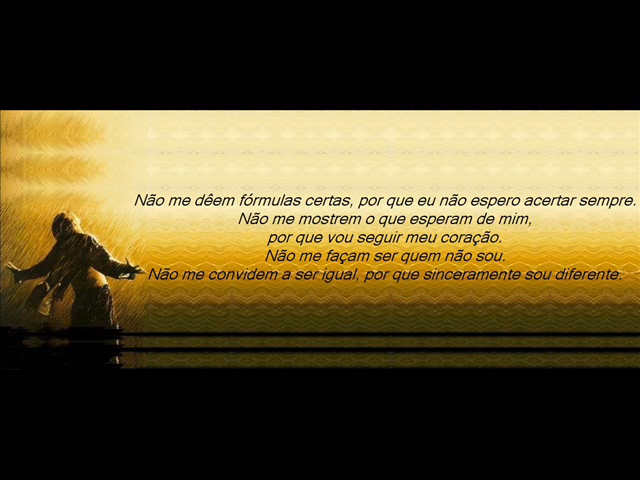 Não me dêem fórmulas certas, por que eu não espero acertar sempre.
Não me mostrem o que esperam de mim,
por que vou seguir meu coração.
Não me façam ser quem não sou.
Não me convidem a ser igual, por que sinceramente sou diferente.